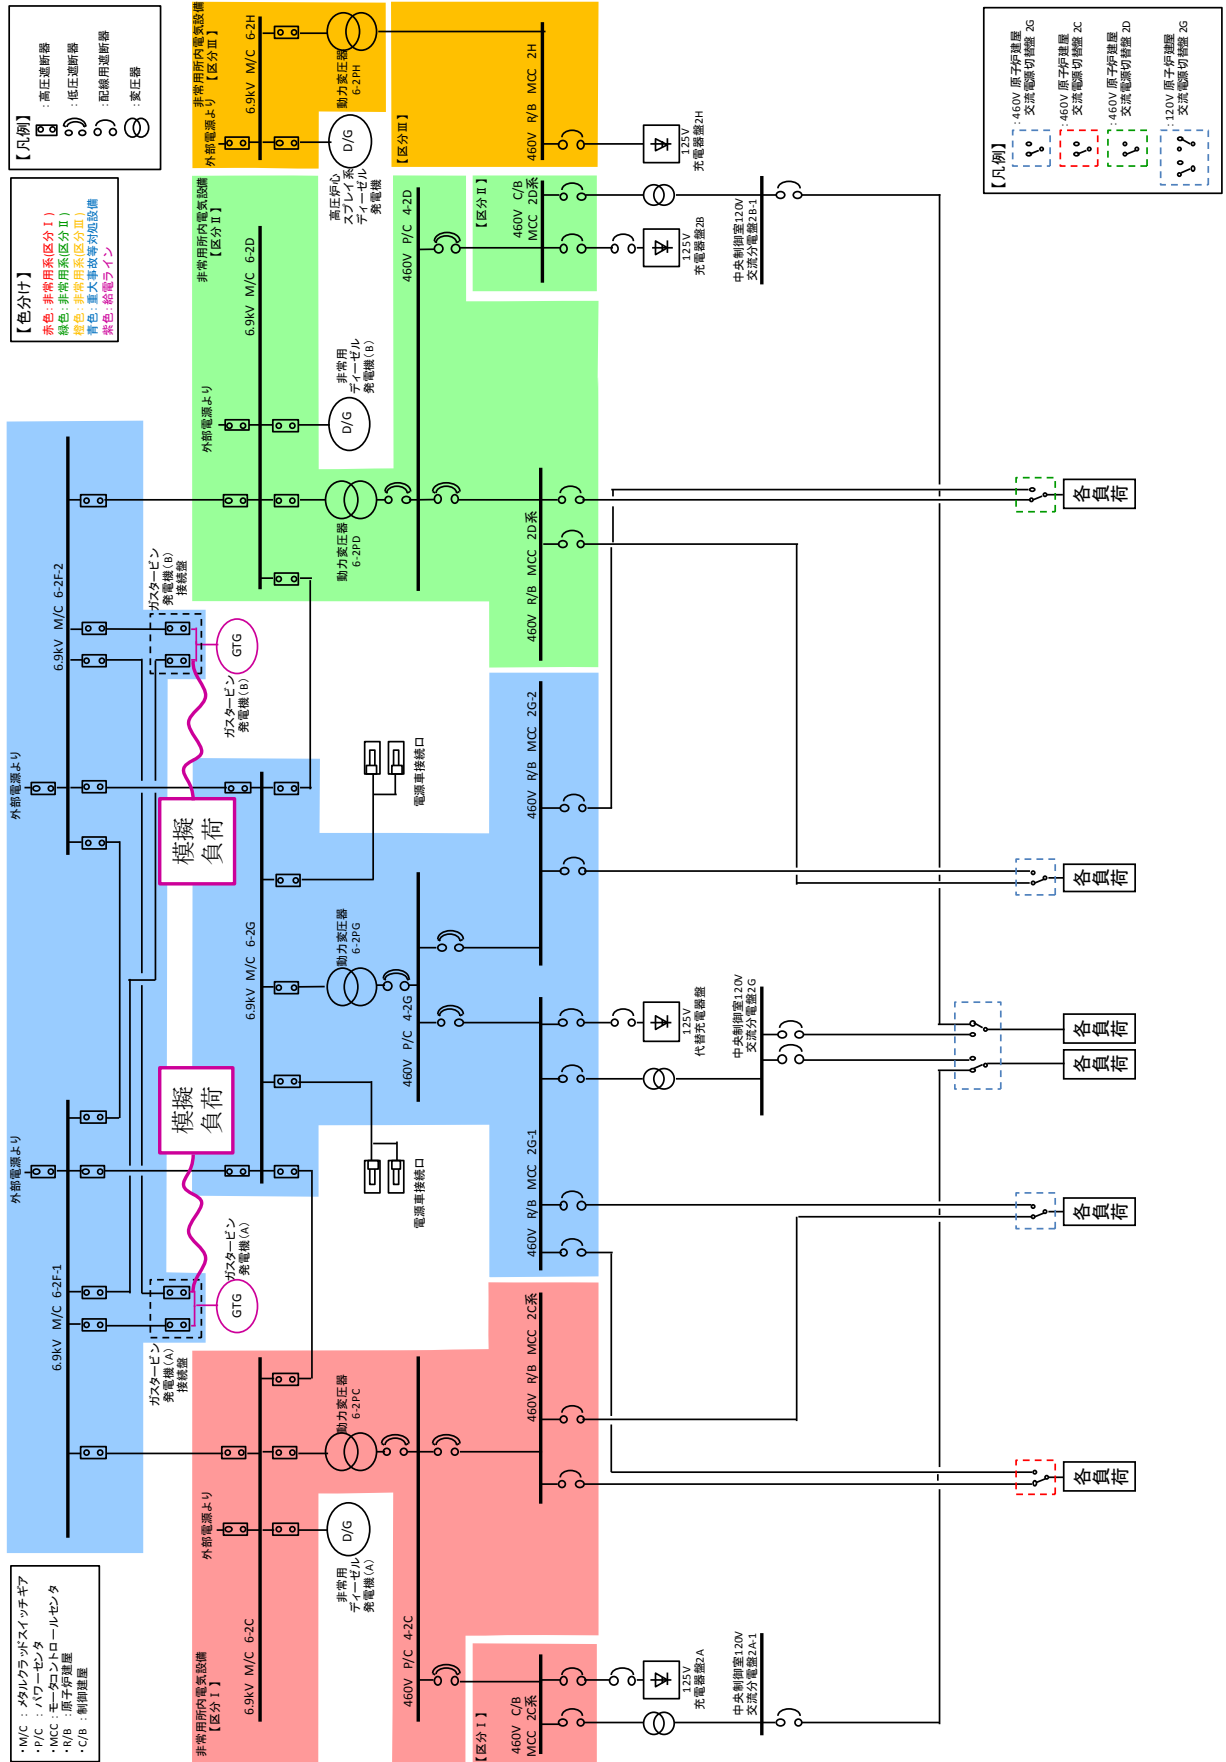 ・M/C ：メタルクラッドスイッチギア
・P/C ：パワーセンタ
・MCC：モータコントロールセンタ
・R/B ：原子炉建屋
・C/B ：制御建屋
【色分け】
赤色：非常用系(区分Ⅰ)
緑色：非常用系(区分Ⅱ)
橙色：非常用系(区分Ⅲ)
青色：重大事故等対処設備
紫色：給電ライン
【凡例】
：高圧遮断器
：低圧遮断器
：配線用遮断器
：変圧器
外部電源より
外部電源より
6.9kV M/C 6-2F-1
6.9kV M/C 6-2F-2
ガスタービン
発電機(A)
接続盤
ガスタービン
発電機(B)
接続盤
模擬
負荷
模擬
負荷
GTG
ガスタービン
発電機(A)
GTG
ガスタービン
発電機(B)
非常用所内電気設備
【区分Ⅰ】
外部電源より
6.9kV M/C 6-2C
6.9kV M/C 6-2G
非常用所内電気設備
【区分Ⅱ】
外部電源より
6.9kV M/C 6-2D
非常用所内電気設備
【区分Ⅲ】
外部電源より
6.9kV M/C 6-2H
D/G
非常用
ディーゼル
発電機(A)
動力変圧器
6-2PC
電源車接続口
動力変圧器
6-2PG
電源車接続口
動力変圧器
6-2PD
D/G
非常用
ディーゼル
発電機(B)
D/G
高圧炉心
スプレイ系
ディーゼル
発電機
動力変圧器
6-2PH
460V P/C 4-2C
460V P/C 4-2G
460V P/C 4-2D
【区分Ⅰ】
460V C/B
MCC 2C系
460V R/B MCC 2C系
460V R/B MCC 2G-1
460V R/B MCC 2G-2
460V R/B MCC 2D系
【区分Ⅱ】
460V C/B
MCC 2D系
【区分Ⅲ】
460V R/B MCC 2H
125V
充電器盤2A
125V
代替充電器盤
125V
充電器盤2B
125V
充電器盤2H
中央制御室120V
交流分電盤2A-1
中央制御室120V
交流分電盤2G
中央制御室120V
交流分電盤2B-1
各負荷
各負荷
各負荷
各負荷
各負荷
各負荷
【凡例】
：460V 原子炉建屋
交流電源切替盤 2G
：460V 原子炉建屋
交流電源切替盤 2C
：460V 原子炉建屋
交流電源切替盤 2D
：120V 原子炉建屋
交流電源切替盤 2G